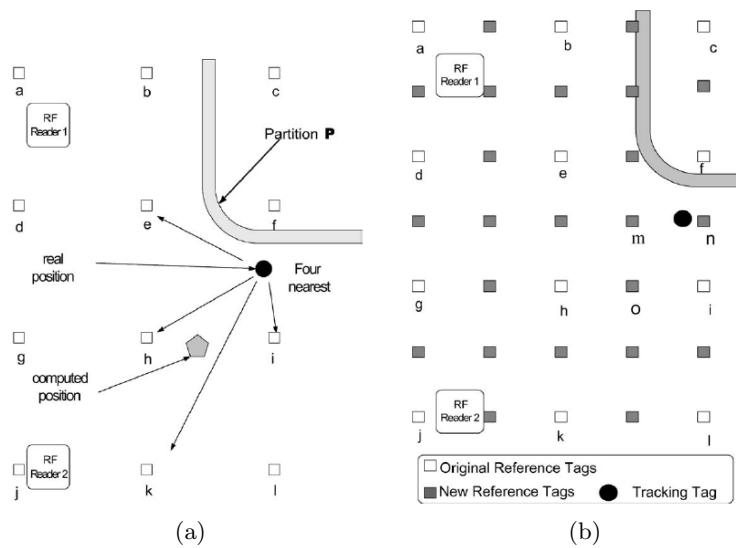 a
b
c
RF
Reader 1
Partition P
d
e
f
real
position
Four
nearest
g
h
i
computed
position
RF
Reader 2
j
k
l
(a)
a
b
c
RF
Reader 1
d
e
f
m
n
g
h
o
i
RF
Reader 2
j
k
l
Original Reference Tags
New Reference Tags
Tracking Tag
(b)